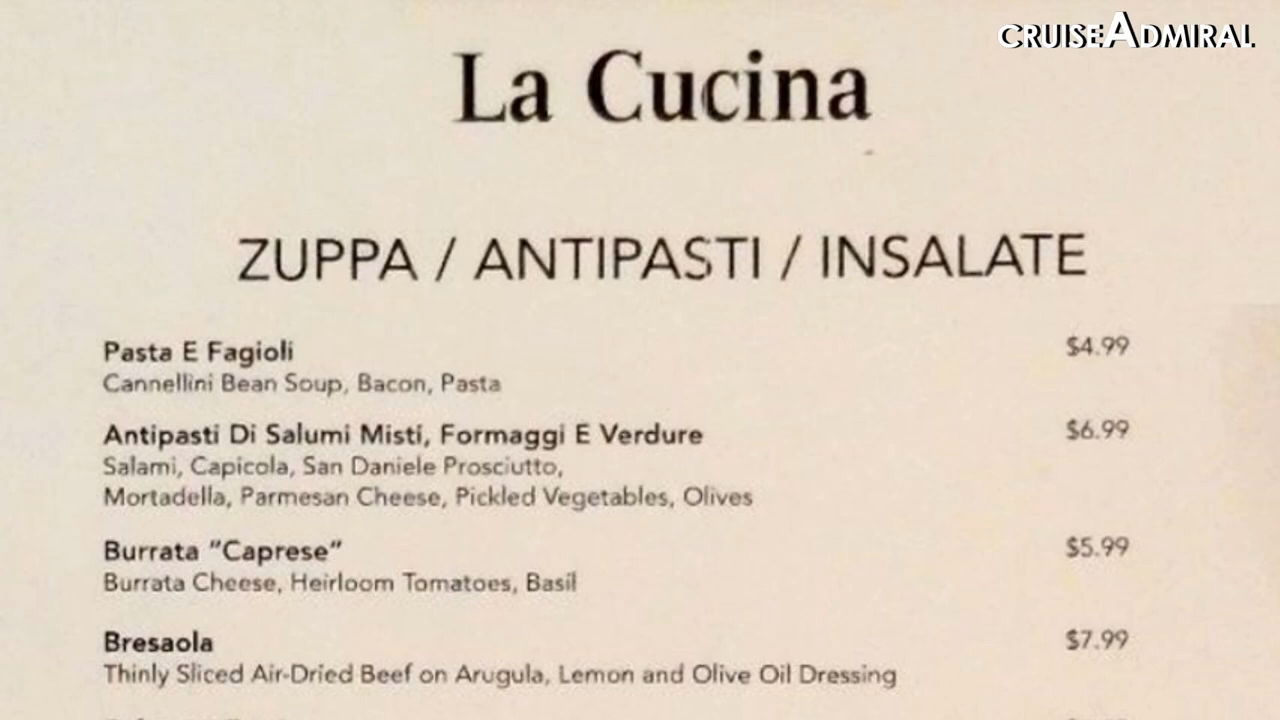 CRUISEADMIRAL
La Cucina
ZUPPA / ANTIPASTI / INSALATE
Pasta E Fagioli $4.99
Cannellini Bean Soup, Bacon, Pasta
Antipasti Di Salumi Misti, Formaggi E Verdure $6.99
Salami, Capicola, San Daniele Prosciutto,
Mortadella, Parmesan Cheese, Pickled Vegetables, Olives
Burrata “Caprese” $5.99
Burrata Cheese, Heirloom Tomatoes, Basil
Bresaola $7.99
Thinly Sliced Air-Dried Beef on Arugula, Lemon and Olive Oil Dressing